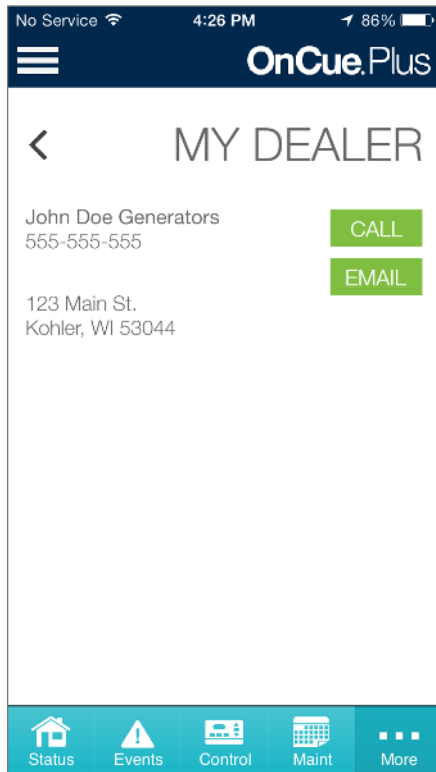 No Service 4:26 PM 86%
OnCue.Plus
MY DEALER
John Doe Generators
555-555-555
CALL
EMAIL
123 Main St.
Kohler, WI 53044
Status Events Control Maint More